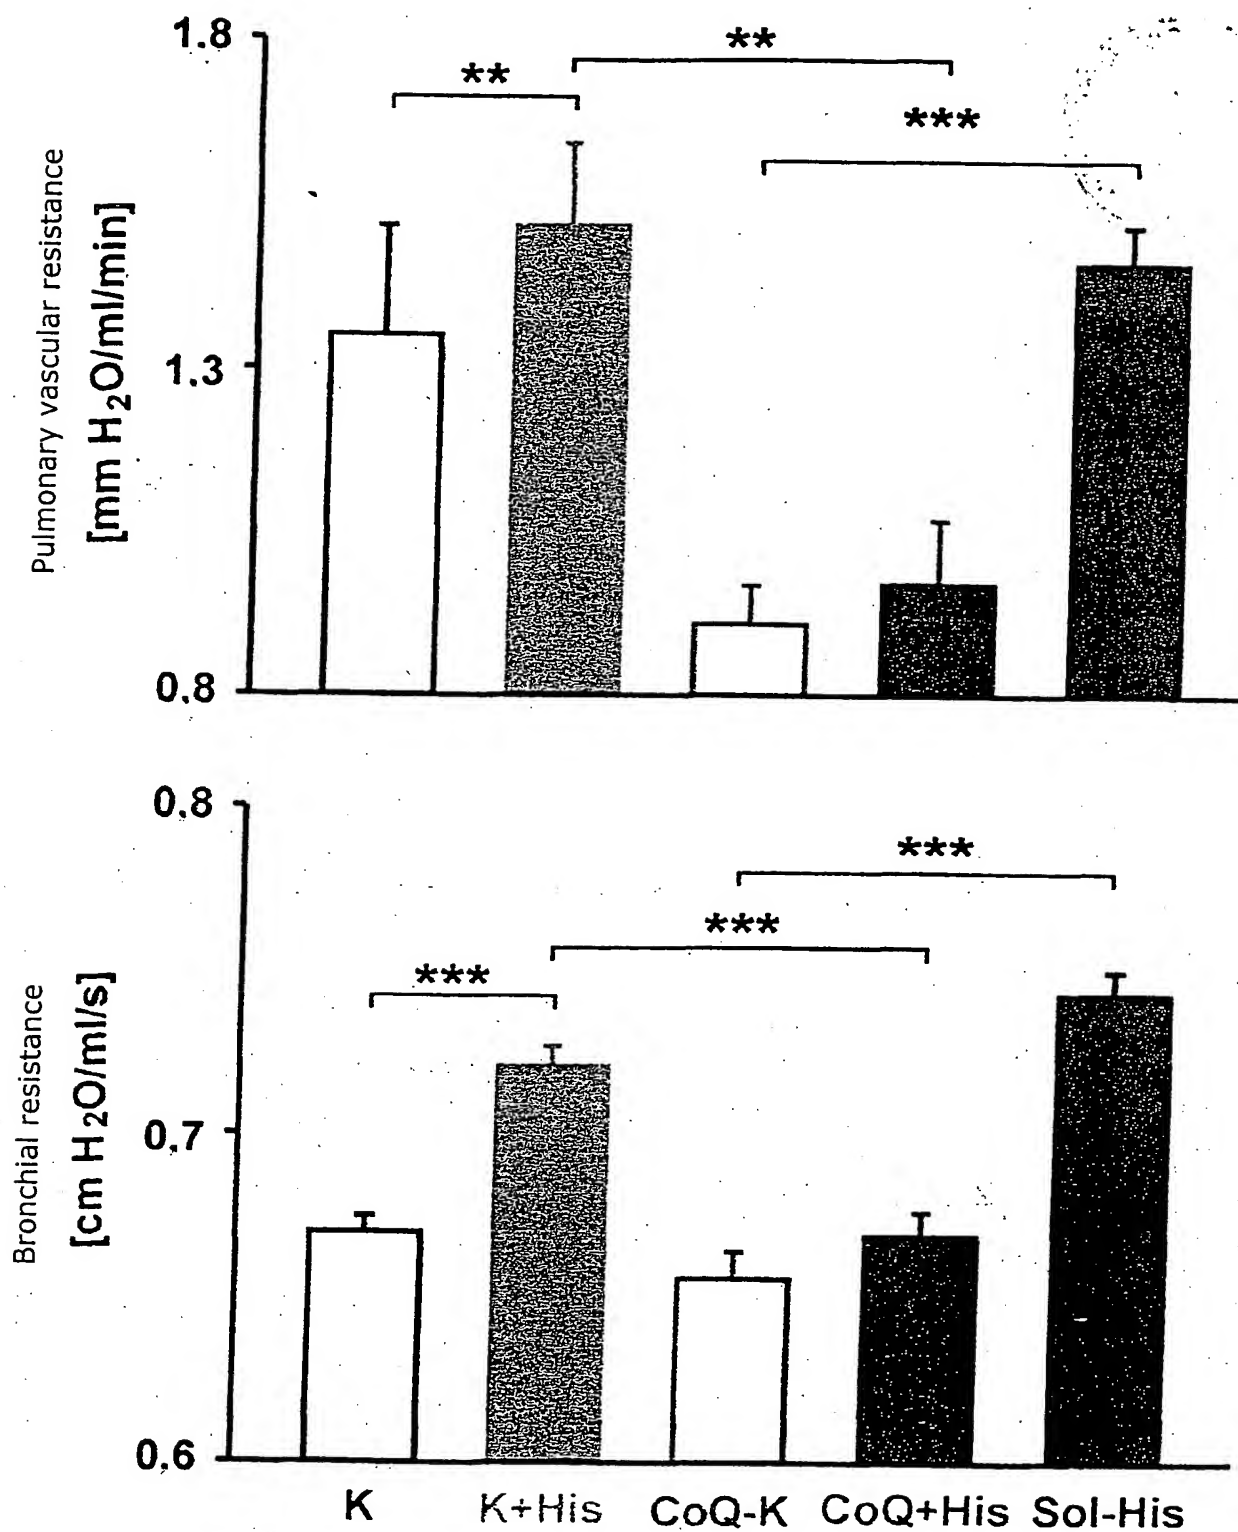 Pulmonary vascular resistance
[mm H₂O/ml/min]
1.8
1.3
0.8
**
**
***
Bronchial resistance
[cm H₂O/ml/s]
0.8
0.7
0.6
***
***
***
K K+His CoQ-K CoQ+His Sol-His